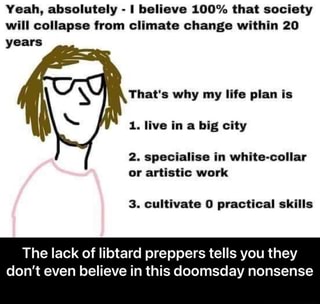 Yeah, absolutely - I believe 100% that society
will collapse from climate change within 20
years
That's why my life plan is
1. live in a big city
2. specialise in white-collar
or artistic work
3. cultivate 0 practical skills
The lack of libtard preppers tells you they
don't even believe in this doomsday nonsense